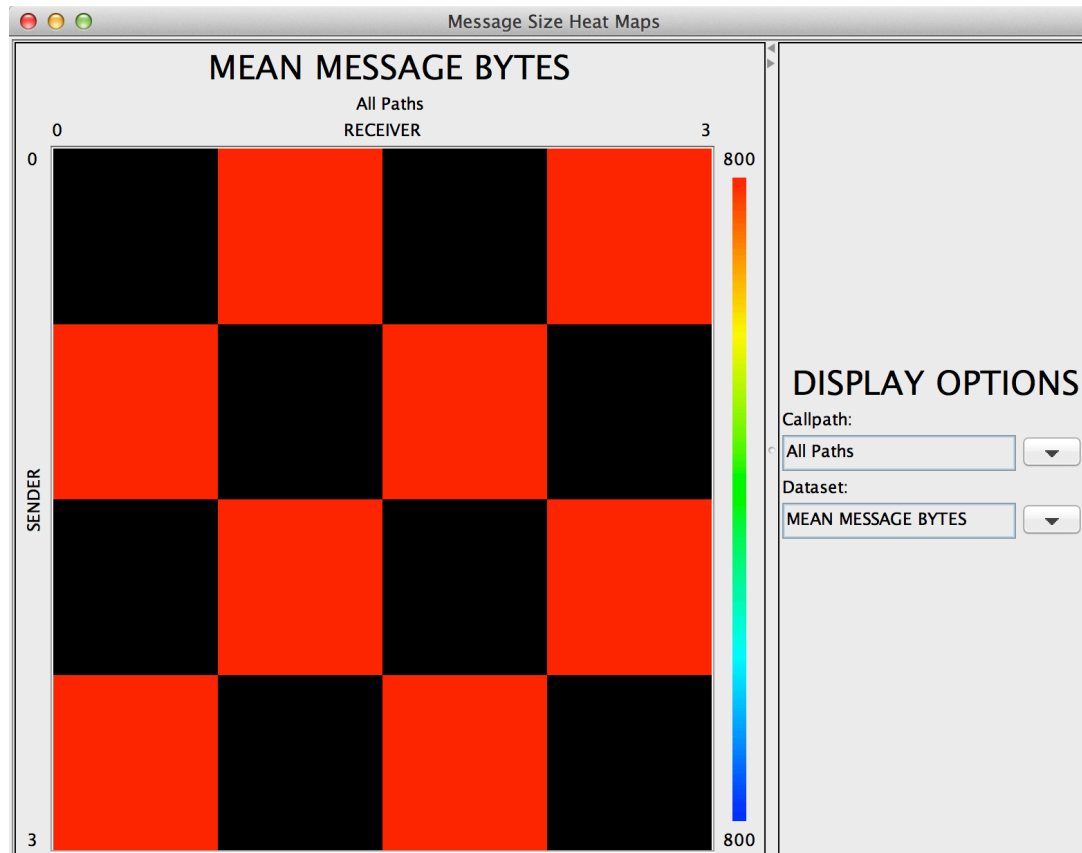 Message Size Heat Maps
MEAN MESSAGE BYTES
All Paths
0 RECEIVER 3
0
800
SENDER
3
800
DISPLAY OPTIONS
Callpath:
All Paths
Dataset:
MEAN MESSAGE BYTES